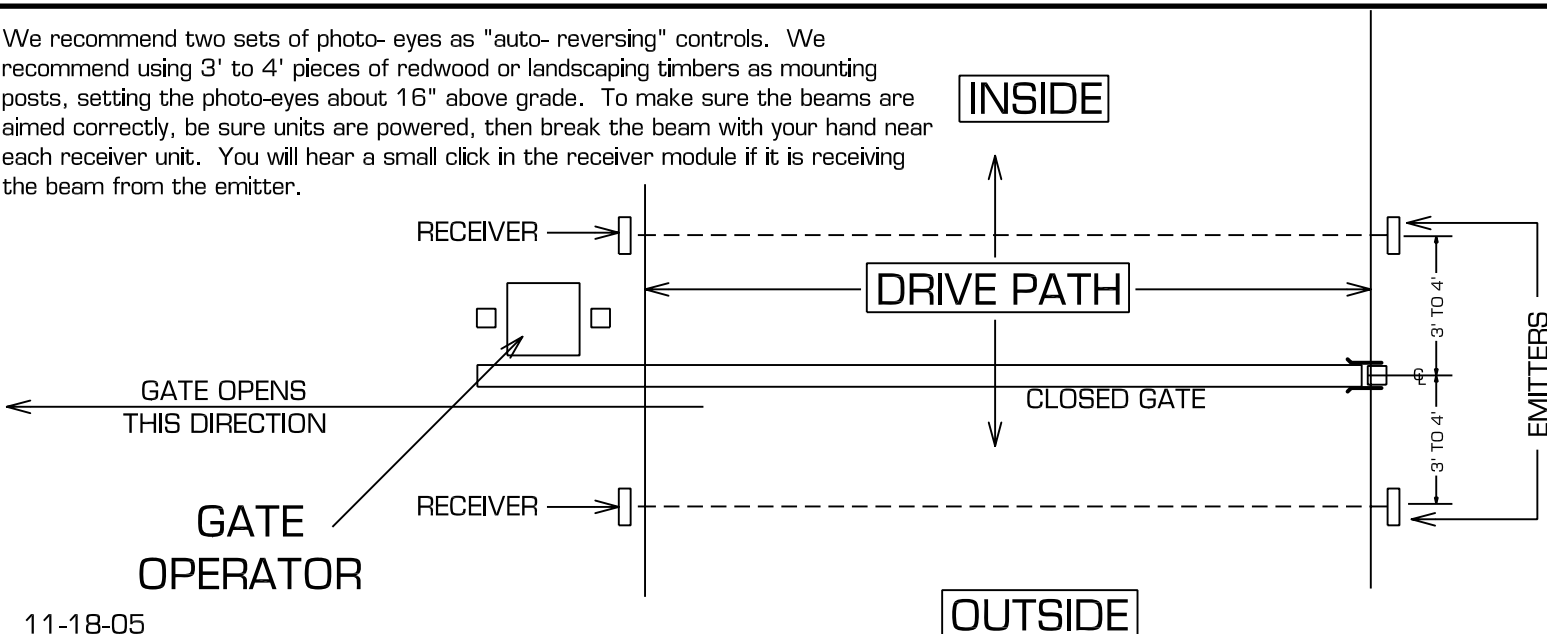 We recommend two sets of photo- eyes as "auto- reversing" controls. We
recommend using 3' to 4' pieces of redwood or landscaping timbers as mounting
posts, setting the photo-eyes about 16" above grade. To make sure the beams are
aimed correctly, be sure units are powered, then break the beam with your hand near
each receiver unit. You will hear a small click in the receiver module if it is receiving
the beam from the emitter.
INSIDE
RECEIVER
DRIVE PATH
3' TO 4'
EMITTERS
GATE OPENS
THIS DIRECTION
CLOSED GATE
℄
3' TO 4'
RECEIVER
GATE
OPERATOR
OUTSIDE
11-18-05